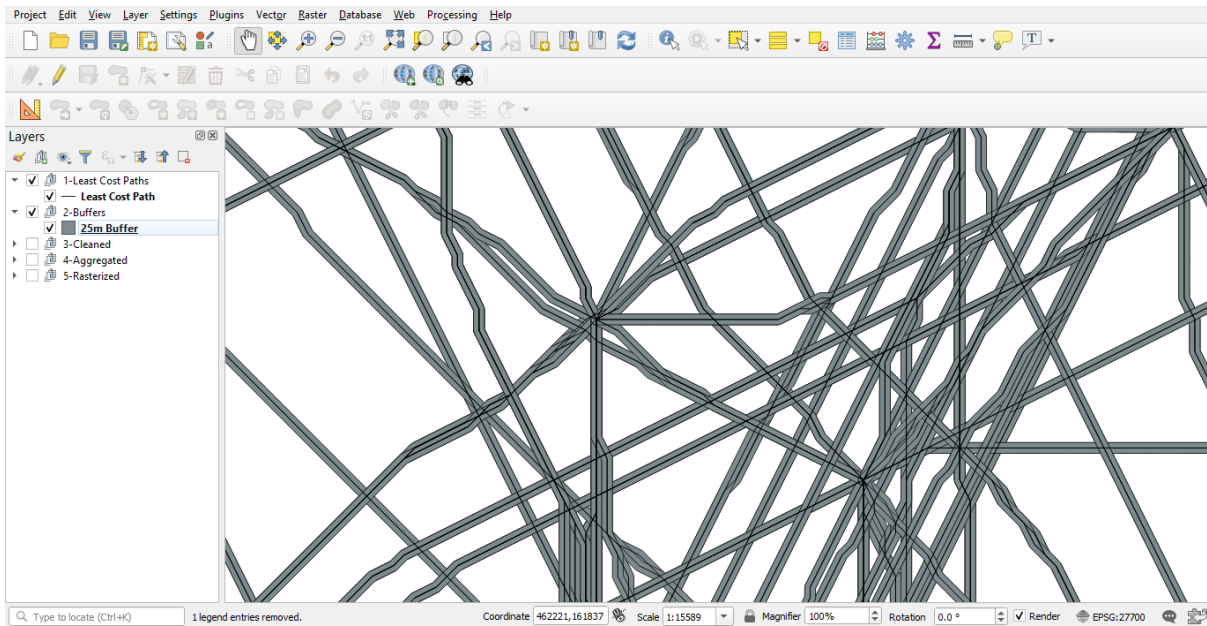 Project Edit View Layer Settings Plugins Vector Raster Database Web Processing Help
Layers
1-Least Cost Paths
Least Cost Path
2-Buffers
25m Buffer
3-Cleaned
4-Aggregated
5-Rasterized
Type to locate (Ctrl+K) 1 legend entries removed. Coordinate 462221,161837 Scale 1:15589 Magnifier 100% Rotation 0.0 ° Render EPSG:27700